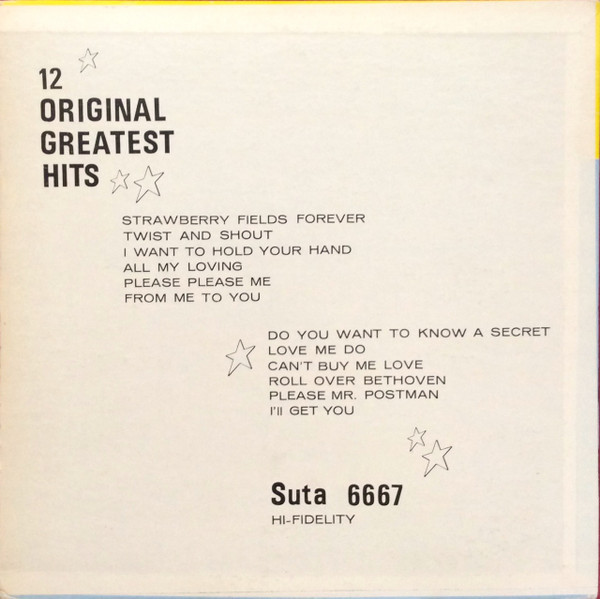 12
ORIGINAL
GREATEST
HITS
STRAWBERRY FIELDS FOREVER
TWIST AND SHOUT
I WANT TO HOLD YOUR HAND
ALL MY LOVING
PLEASE PLEASE ME
FROM ME TO YOU
DO YOU WANT TO KNOW A SECRET
LOVE ME DO
CAN'T BUY ME LOVE
ROLL OVER BETHOVEN
PLEASE MR. POSTMAN
I'll GET YOU
Suta 6667
HI-FIDELITY